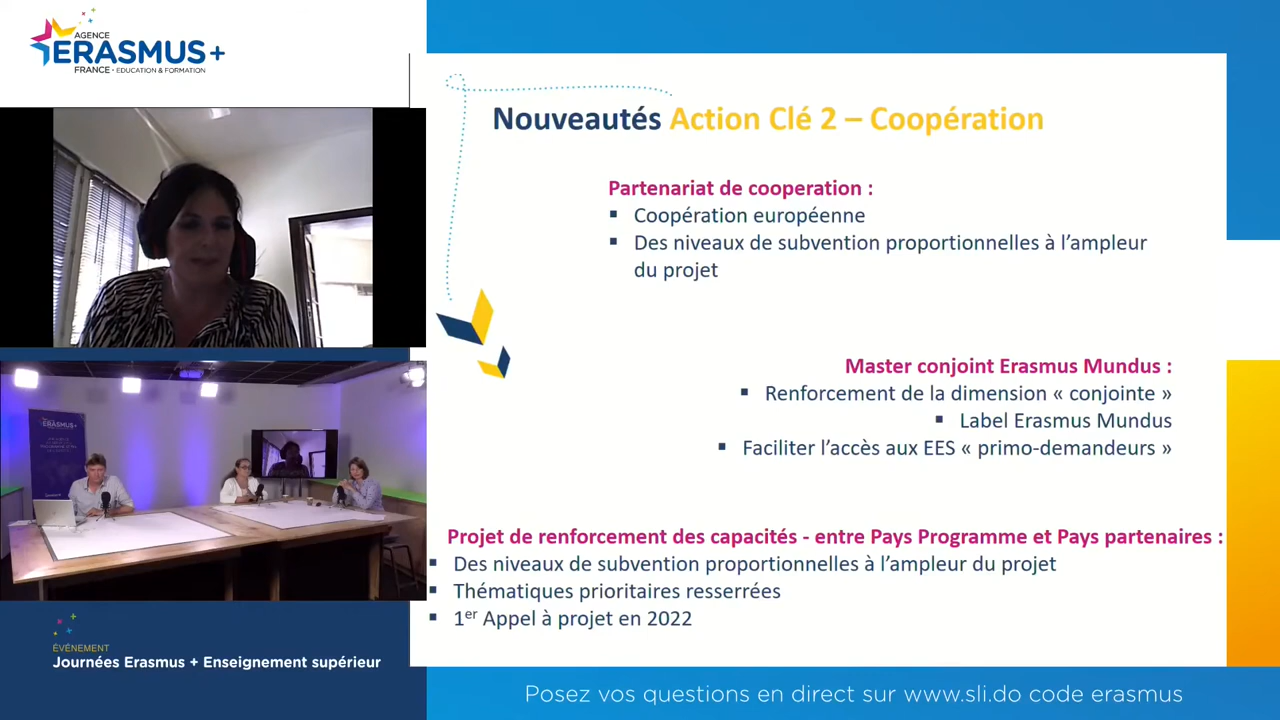 AGENCE
ERASMUS+
FRANCE • EDUCATION & FORMATION
Nouveautés Action Clé 2 – Coopération
Partenariat de cooperation :
▪ Coopération européenne
▪ Des niveaux de subvention proportionnelles à l’ampleur
du projet
Master conjoint Erasmus Mundus :
▪ Renforcement de la dimension « conjointe »
▪ Label Erasmus Mundus
▪ Faciliter l’accès aux EES « primo-demandeurs »
Projet de renforcement des capacités - entre Pays Programme et Pays partenaires :
▪ Des niveaux de subvention proportionnelles à l’ampleur du projet
▪ Thématiques prioritaires resserrées
▪ 1er Appel à projet en 2022
ERASMUS+
ÉVÉNEMENT
Journées Erasmus + Enseignement supérieur
Posez vos questions en direct sur www.sli.do code erasmus